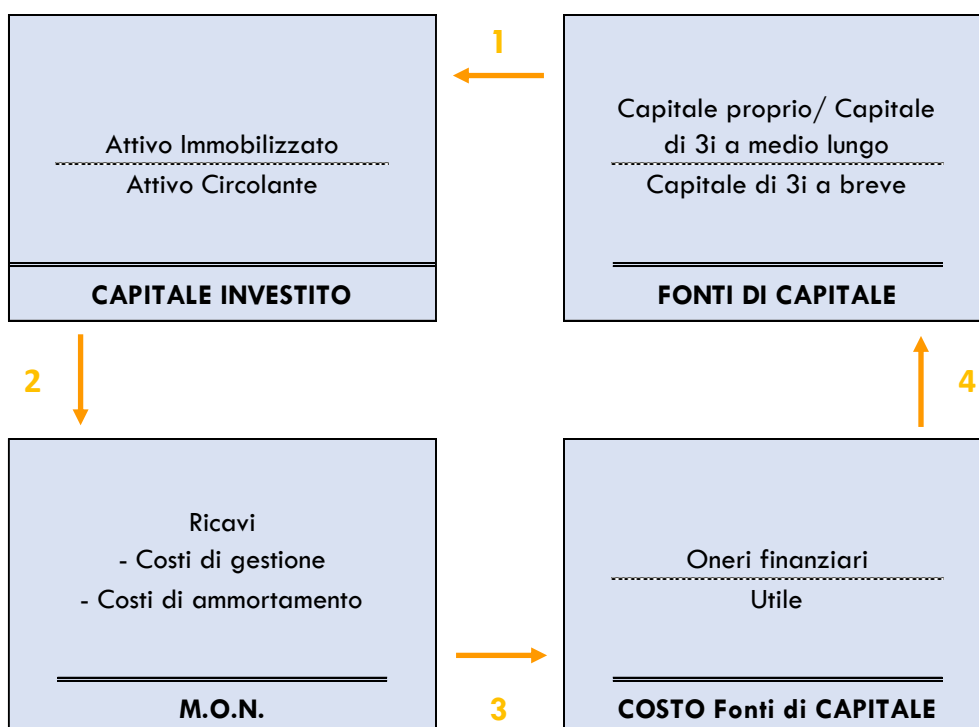 1
Attivo Immobilizzato
Attivo Circolante
CAPITALE INVESTITO
Capitale proprio/ Capitale
di 3i a medio lungo
Capitale di 3i a breve
FONTI DI CAPITALE
2
4
Ricavi
- Costi di gestione
- Costi di ammortamento
M.O.N.
3
Oneri finanziari
Utile
COSTO Fonti di CAPITALE